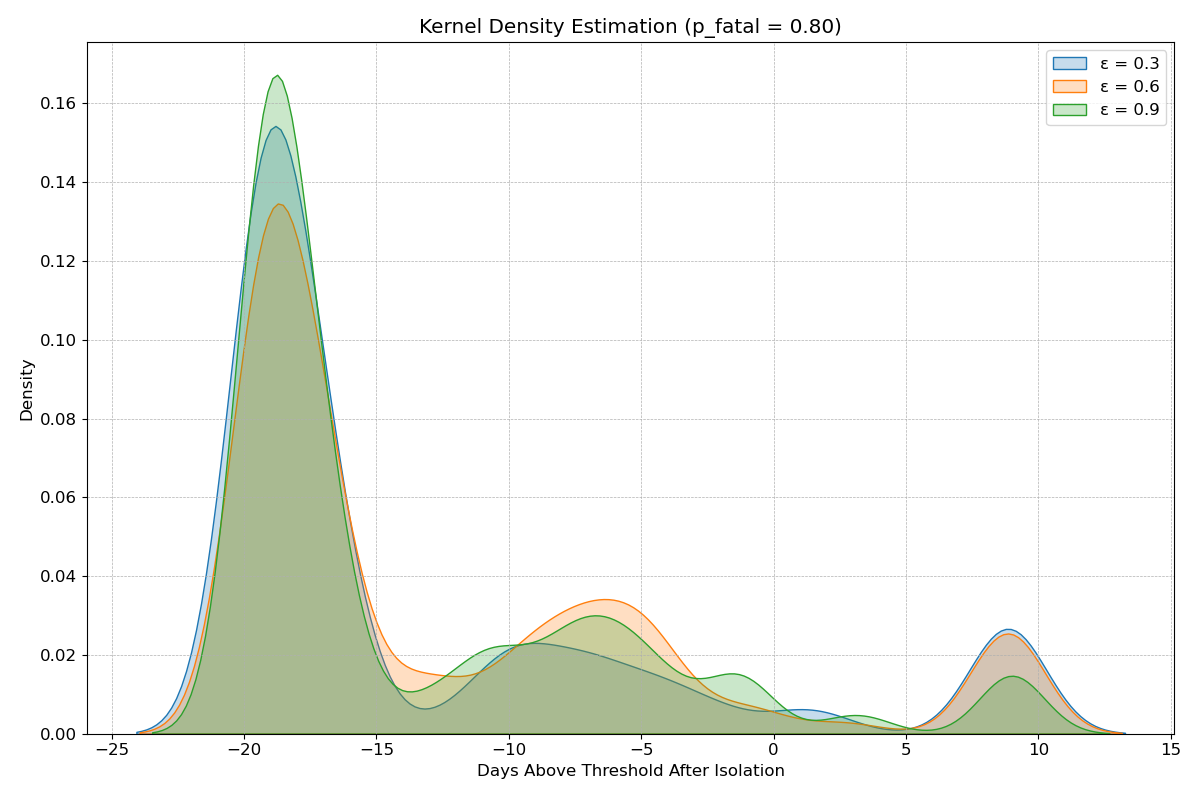 Kernel Density Estimation (p_fatal = 0.80)
ε = 0.3
ε = 0.6
ε = 0.9
Density
0.16
0.14
0.12
0.10
0.08
0.06
0.04
0.02
0.00
−25 −20 −15 −10 −5 0 5 10 15
Days Above Threshold After Isolation